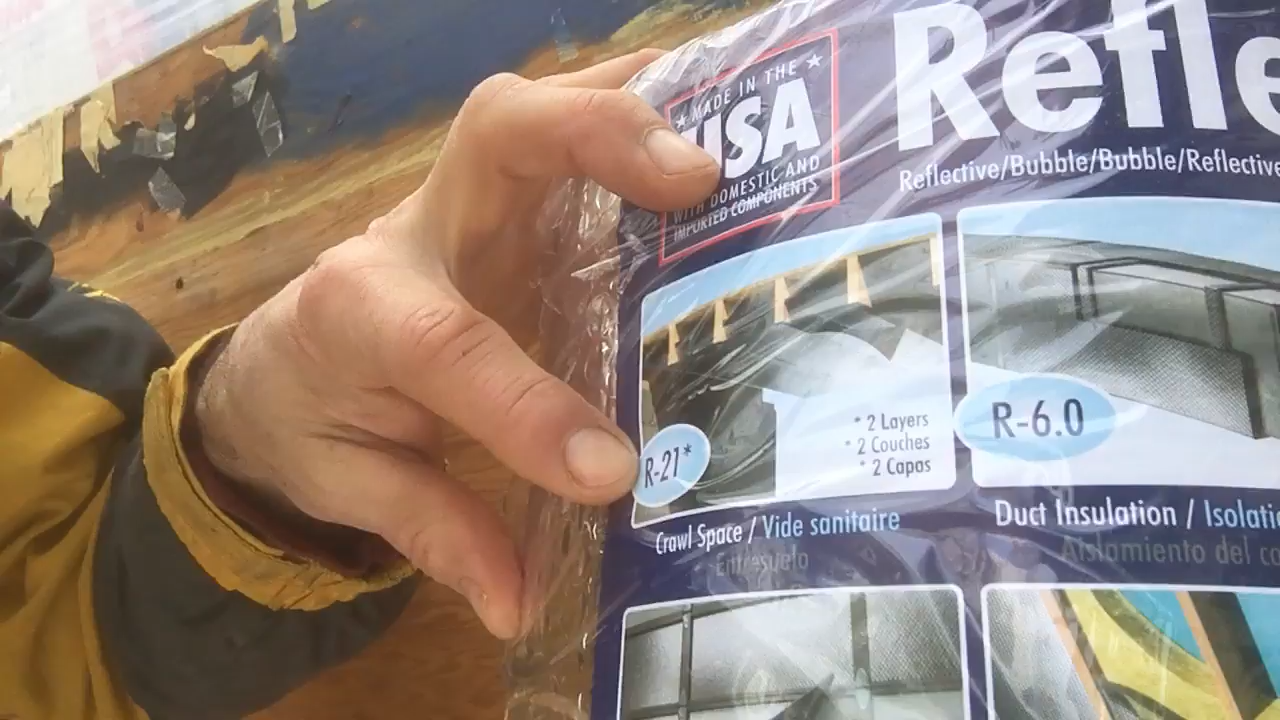 ★ MADE IN THE ★
USA
WITH DOMESTIC AND
IMPORTED COMPONENTS
Refle
Reflective/Bubble/Bubble/Reflective
R-21*
* 2 Layers
* 2 Couches
* 2 Capas
R-6.0
Crawl Space / Vide sanitaire
Entresuelo
Duct Insulation / Isolati
Aislamiento del co